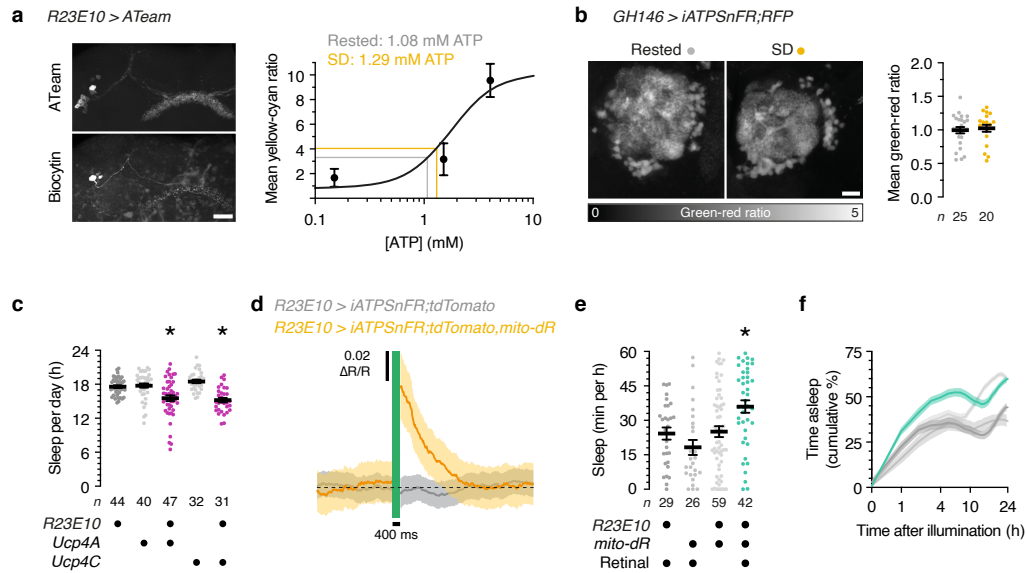 a
R23E10 > ATeam
ATeam
Biocytin
Rested: 1.08 mM ATP
SD: 1.29 mM ATP
Mean yellow-cyan ratio
10
8
6
4
2
0.1
1
10
[ATP] (mM)
b
GH146 > iATPSnFR;RFP
Rested
SD
0
Green-red ratio
5
Mean green-red ratio
2.0
1.5
1.0
0.5
0.0
n 25 20
c
*
*
Sleep per day (h)
24
18
12
6
0
n 44 40 47 32 31
R23E10
Ucp4A
Ucp4C
d
R23E10 > iATPSnFR;tdTomato
R23E10 > iATPSnFR;tdTomato,mito-dR
0.02
ΔR/R
400 ms
e
*
Sleep (min per h)
60
45
30
15
0
n 29 26 59 42
R23E10
mito-dR
Retinal
f
Time asleep
(cumulative %)
75
50
25
0
0 1 4 10 24
Time after illumination (h)